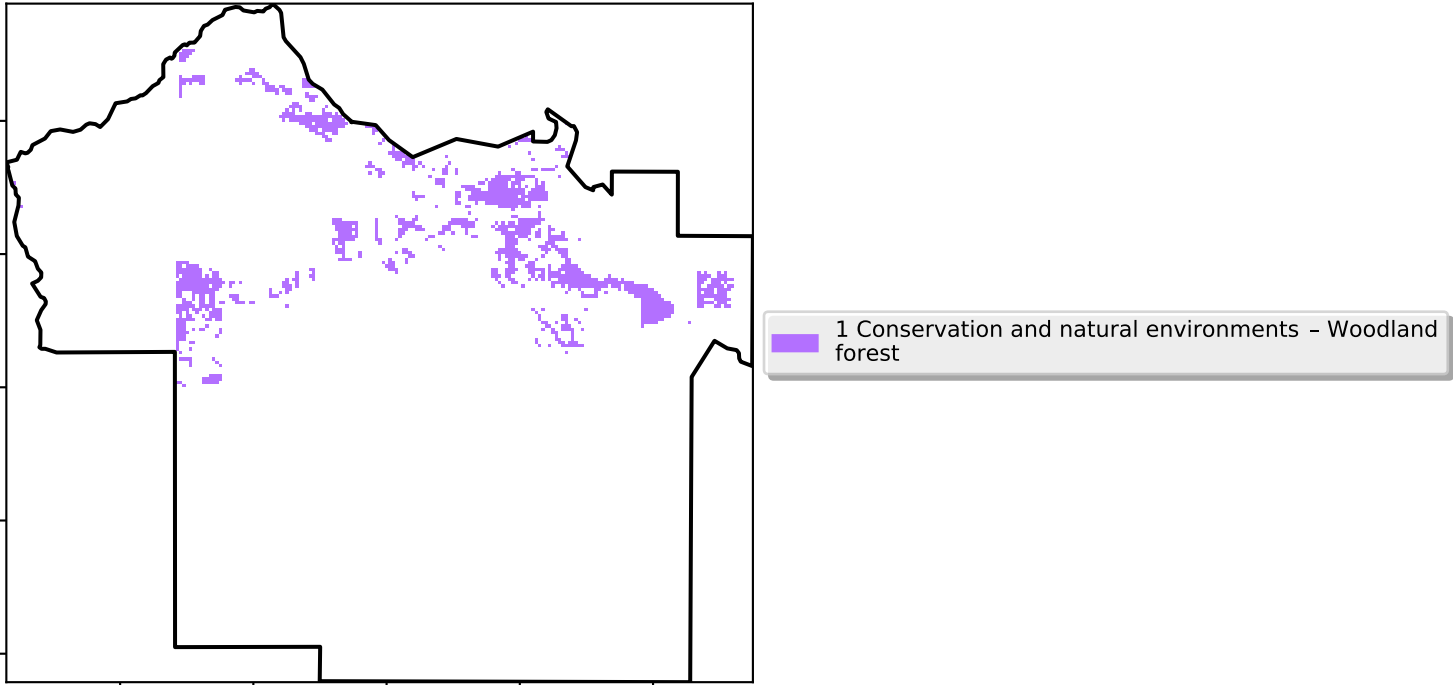 1 Conservation and natural environments – Woodland
forest